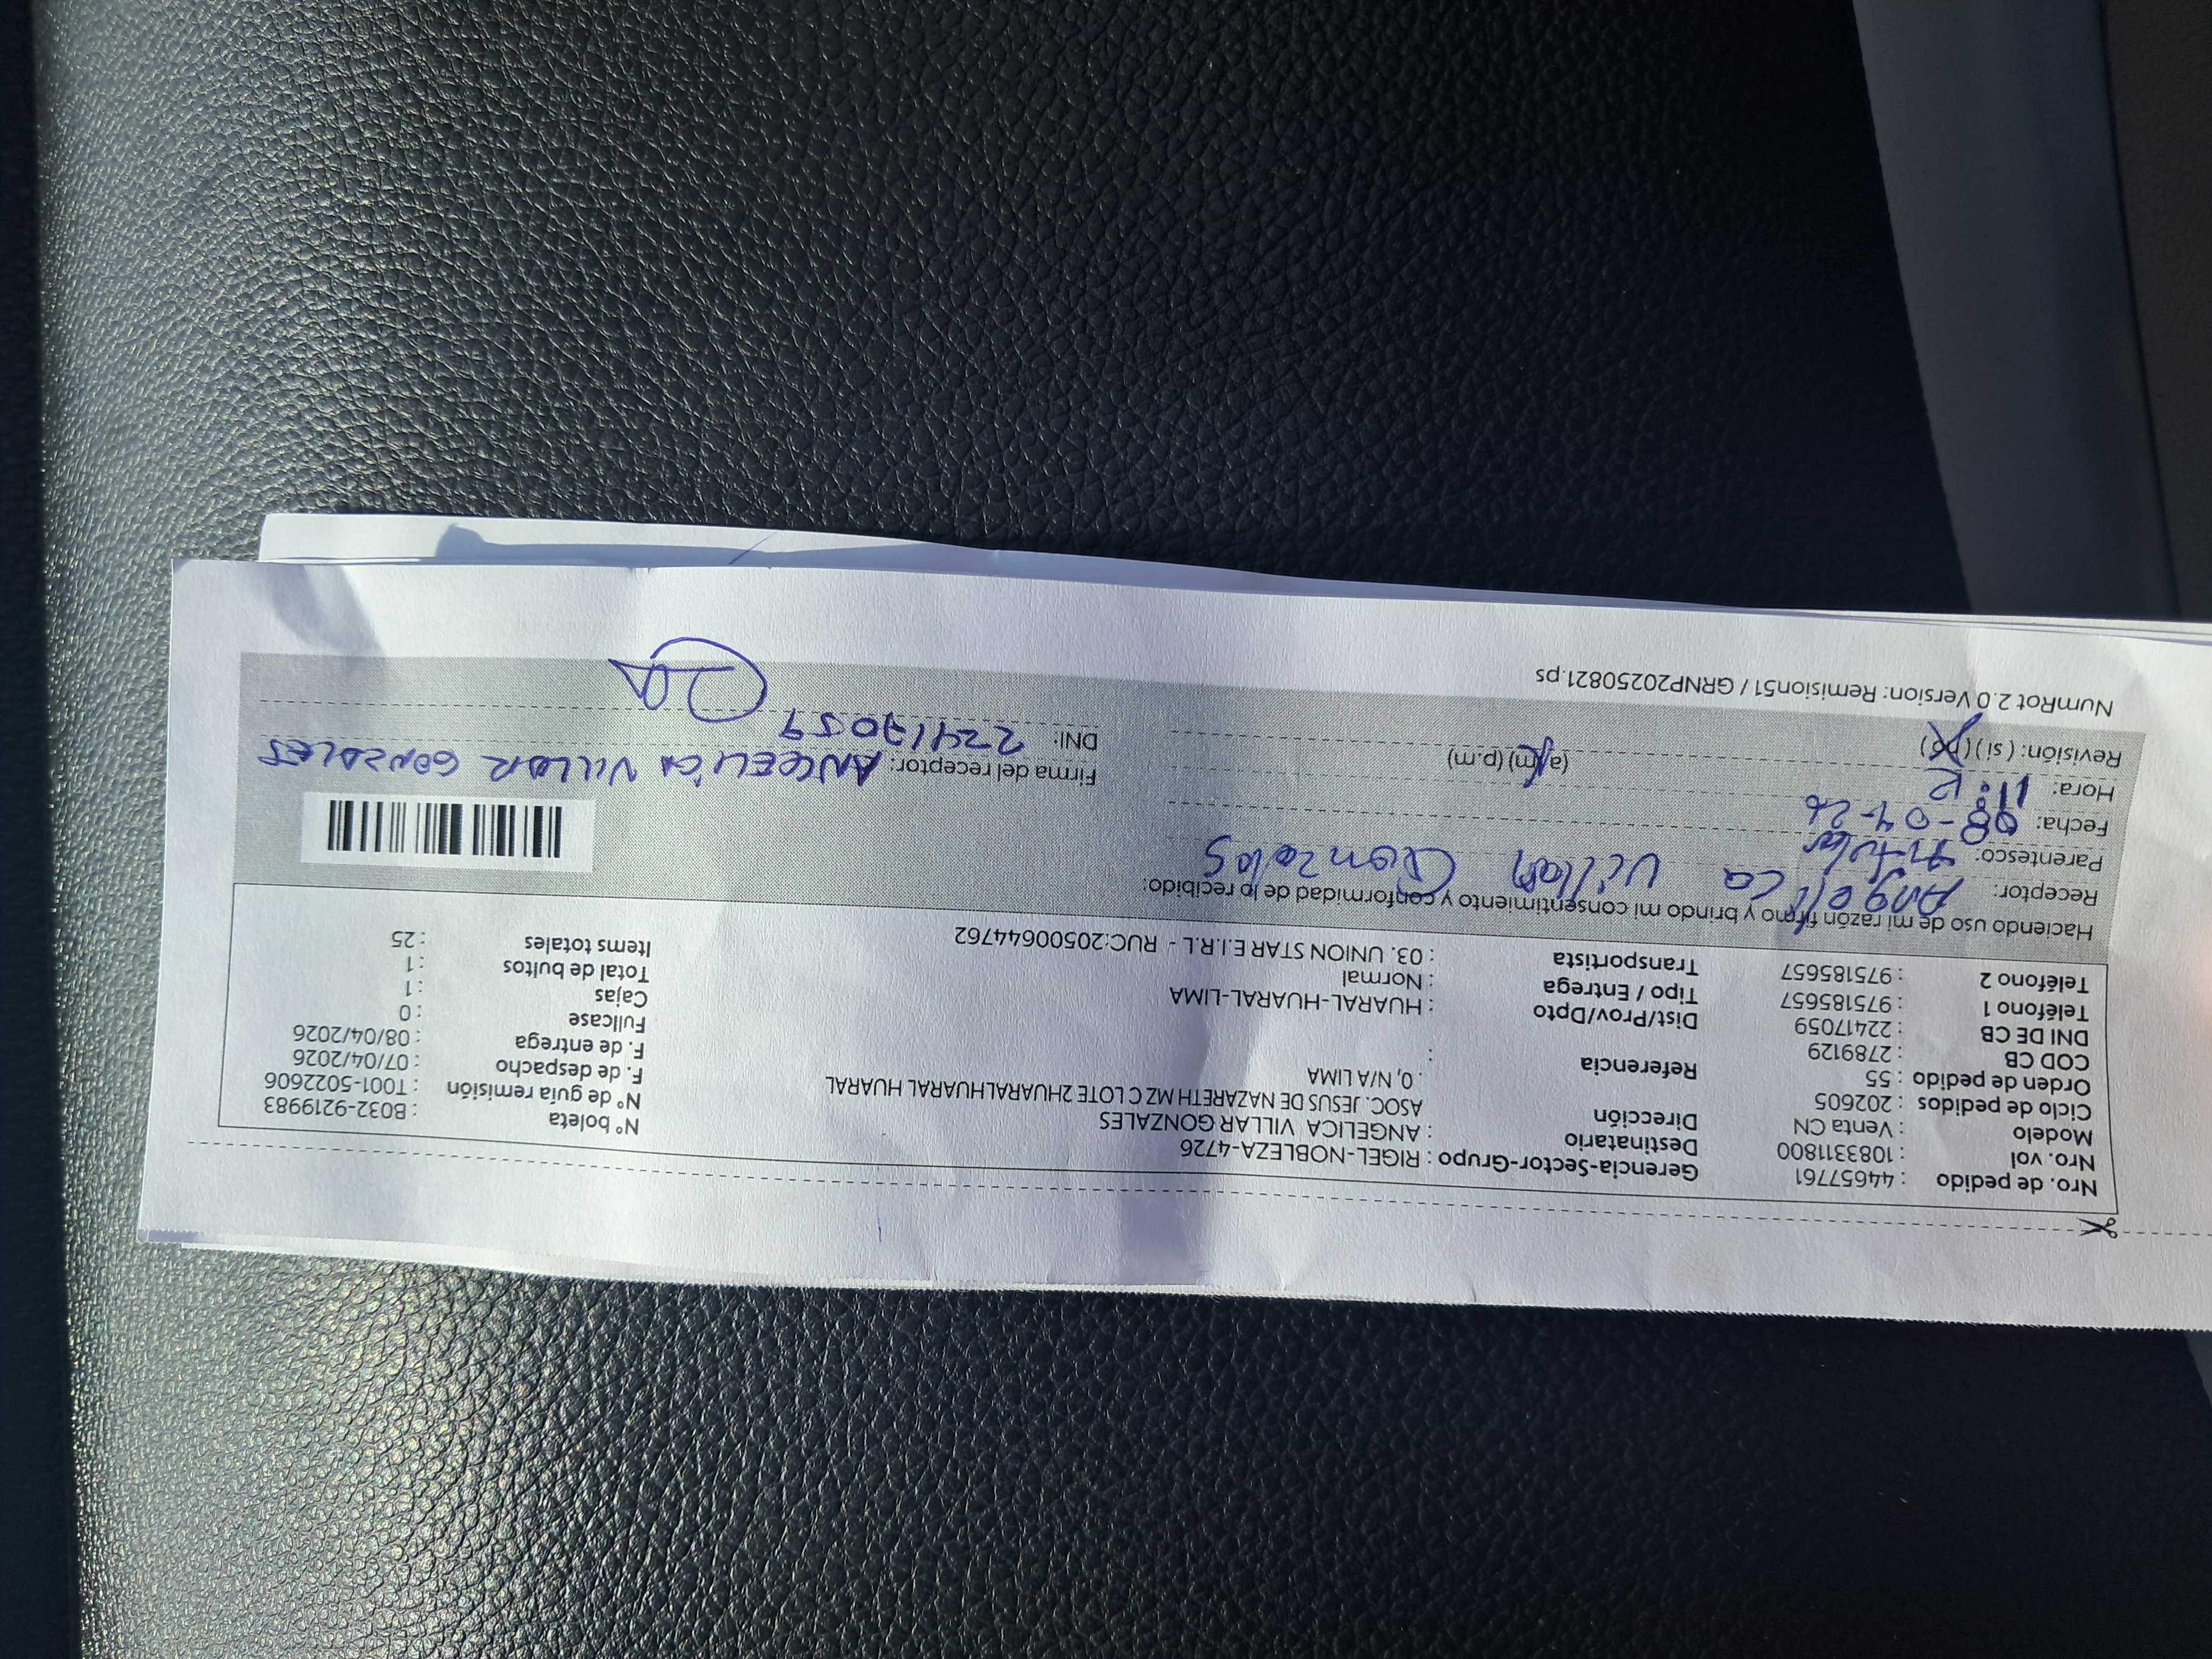 Nro. de pedido : 44657761 Gerencia-Sector-Grupo : RIGEL-NOBLEZA-4726 N° boleta : B032-9219983
Nro. vol : 1083311800 Destinatario : ANGELICA VILLAR GONZALES N° de guía remisión : T001-5022606
Modelo : Venta CN Dirección ASOC. JESUS DE NAZARETH MZ C LOTE 2HUARALHUARAL HUARAL F. de despacho : 07/04/2026
Ciclo de pedidos : 202605 . 0, N/A LIMA F. de entrega : 08/04/2026
Orden de pedido : 55 Referencia : Fullcase : 0
COD CB : 2789129 Dist/Prov/Dpto : HUARAL-HUARAL-LIMA Cajas : 1
DNI DE CB : 22417059 Tipo / Entrega : Normal Total de bultos : 1
Teléfono 1 : 975185657 Transportista : 03. UNION STAR E.I.R.L - RUC:20500644762 Items totales : 25
Teléfono 2 : 975185657
Haciendo uso de mi razón firmo y brindo mi consentimiento y conformidad de lo recibido:
Receptor: Angelica Villar Gonzales
Parentesco: Titular
Fecha: 08-04-26
Hora: 11: (a.m) (p.m) Firma del receptor: ANGELICA VILLAR GONZALES
Revisión: (si) (no) DNI: 22417059
NumRot 2.0 Version: Remision51 / GRNP20250821.ps